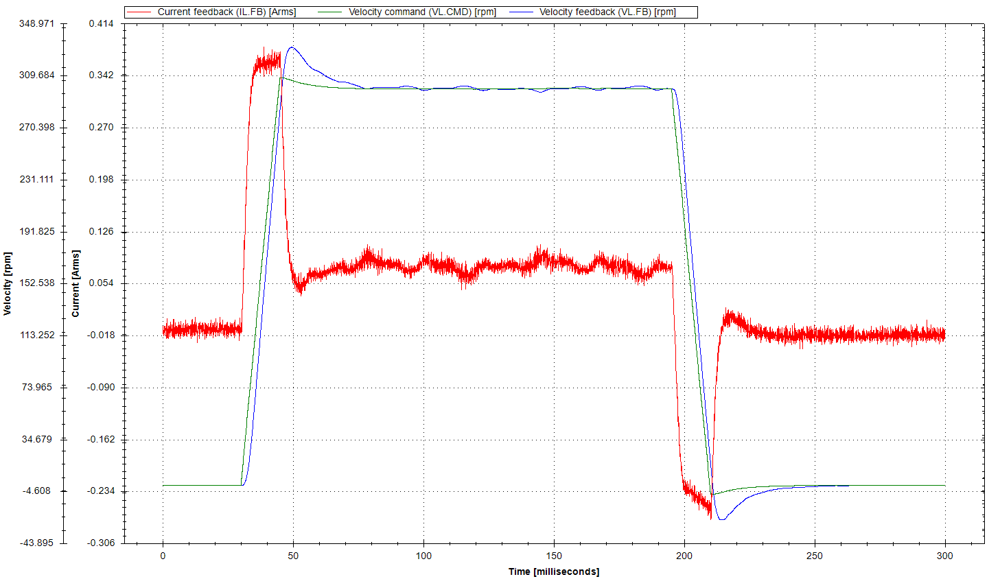 Current feedback (IL.FB) [Arms] Velocity command (VL.CMD) [rpm] Velocity feedback (VL.FB) [rpm]
348.971 0.414
309.684 0.342
270.398 0.270
231.111 0.198
191.825 0.126
152.538 0.054
113.252 -0.018
73.965 -0.090
34.679 -0.162
-4.608 -0.234
-43.895 -0.306
Velocity [rpm]
Current [Arms]
0 50 100 150 200 250 300
Time [milliseconds]